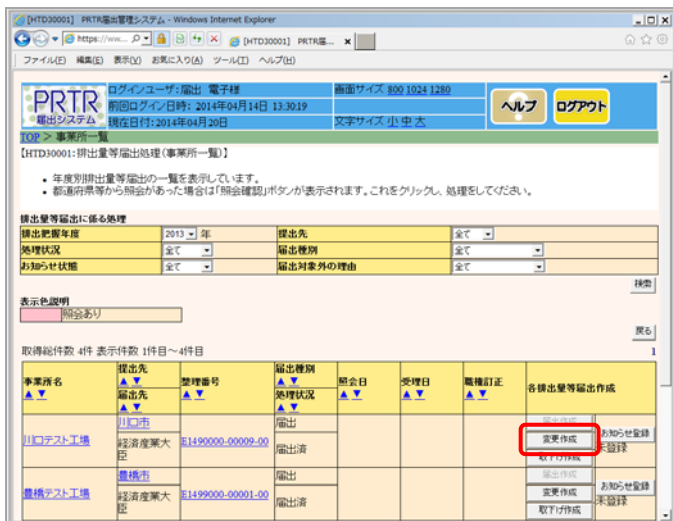 [HTD30001] PRTR届出管理システム - Windows Internet Explorer
https://ww...
[HTD30001] PRTR届...
ファイル(F) 編集(E) 表示(V) お気に入り(A) ツール(T) ヘルプ(H)
PRTR
届出システム
ログインユーザ:届出 電子様
画面サイズ 800 1024 1280
前回ログイン日時: 2014年04月14日 13:30:19
現在日付:2014年04月20日
文字サイズ 小 中 大
ヘルプ
ログアウト
TOP > 事業所一覧
【HTD30001:排出量等届出処理(事業所一覧)】
• 年度別排出量等届出の一覧を表示しています。
• 都道府県等から照会があった場合は「照会確認」ボタンが表示されます。これをクリックし、処理をしてください。
排出量等届出に係る処理
排出把握年度 2013 年 提出先 全て
処理状況 全て 届出種別 全て
お知らせ状態 全て 届出対象外の理由 全て
検索
表示色説明
照会あり
戻る
取得総件数 4件 表示件数 1件目～4件目 1
事業所名 ▲ ▼
提出先 ▲ ▼
届出先 ▲ ▼
整理番号 ▲ ▼
届出種別 ▲ ▼
処理状況 ▲ ▼
照会日 ▲ ▼
受理日 ▲ ▼
職権訂正 ▲ ▼
各排出量等届出作成
川口テスト工場
川口市
経済産業大臣
E1490000-00009-00
届出
届出済
届出作成
変更作成
取下げ作成
お知らせ登録
未登録
豊橋テスト工場
豊橋市
経済産業大臣
E1499000-00001-00
届出
届出済
届出作成
変更作成
取下げ作成
お知らせ登録
未登録